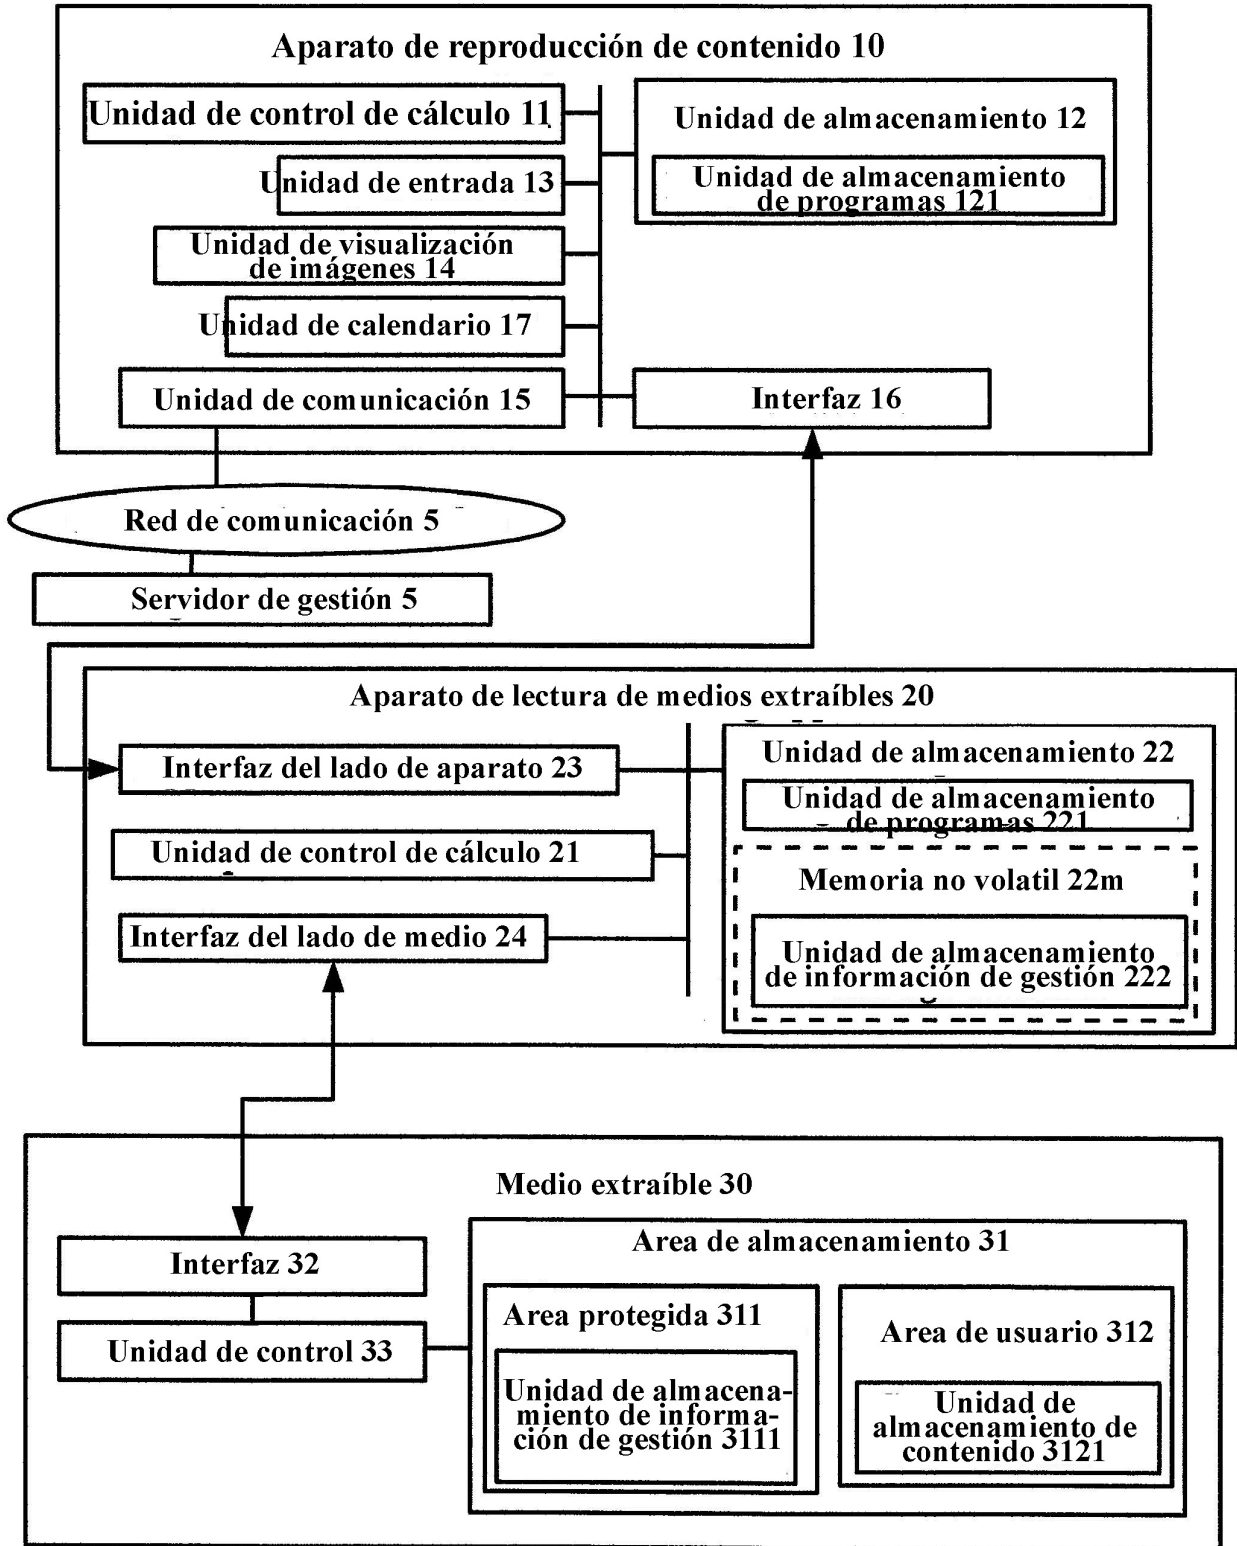 Aparato de reproducción de contenido 10
Unidad de control de cálculo 11
Unidad de almacenamiento 12
Unidad de almacenamiento
de programas 121
Unidad de entrada 13
Unidad de visualización
de imágenes 14
Unidad de calendario 17
Unidad de comunicación 15
Interfaz 16
Red de comunicación 5
Servidor de gestión 5
Aparato de lectura de medios extraíbles 20
Interfaz del lado de aparato 23
Unidad de almacenamiento 22
Unidad de almacenamiento
de programas 221
Unidad de control de cálculo 21
Memoria no volatil 22m
Interfaz del lado de medio 24
Unidad de almacenamiento
de información de gestión 222
Medio extraíble 30
Interfaz 32
Unidad de control 33
Area de almacenamiento 31
Area protegida 311
Unidad de almacena-
miento de informa-
ción de gestión 3111
Area de usuario 312
Unidad de
almacenamiento de
contenido 3121